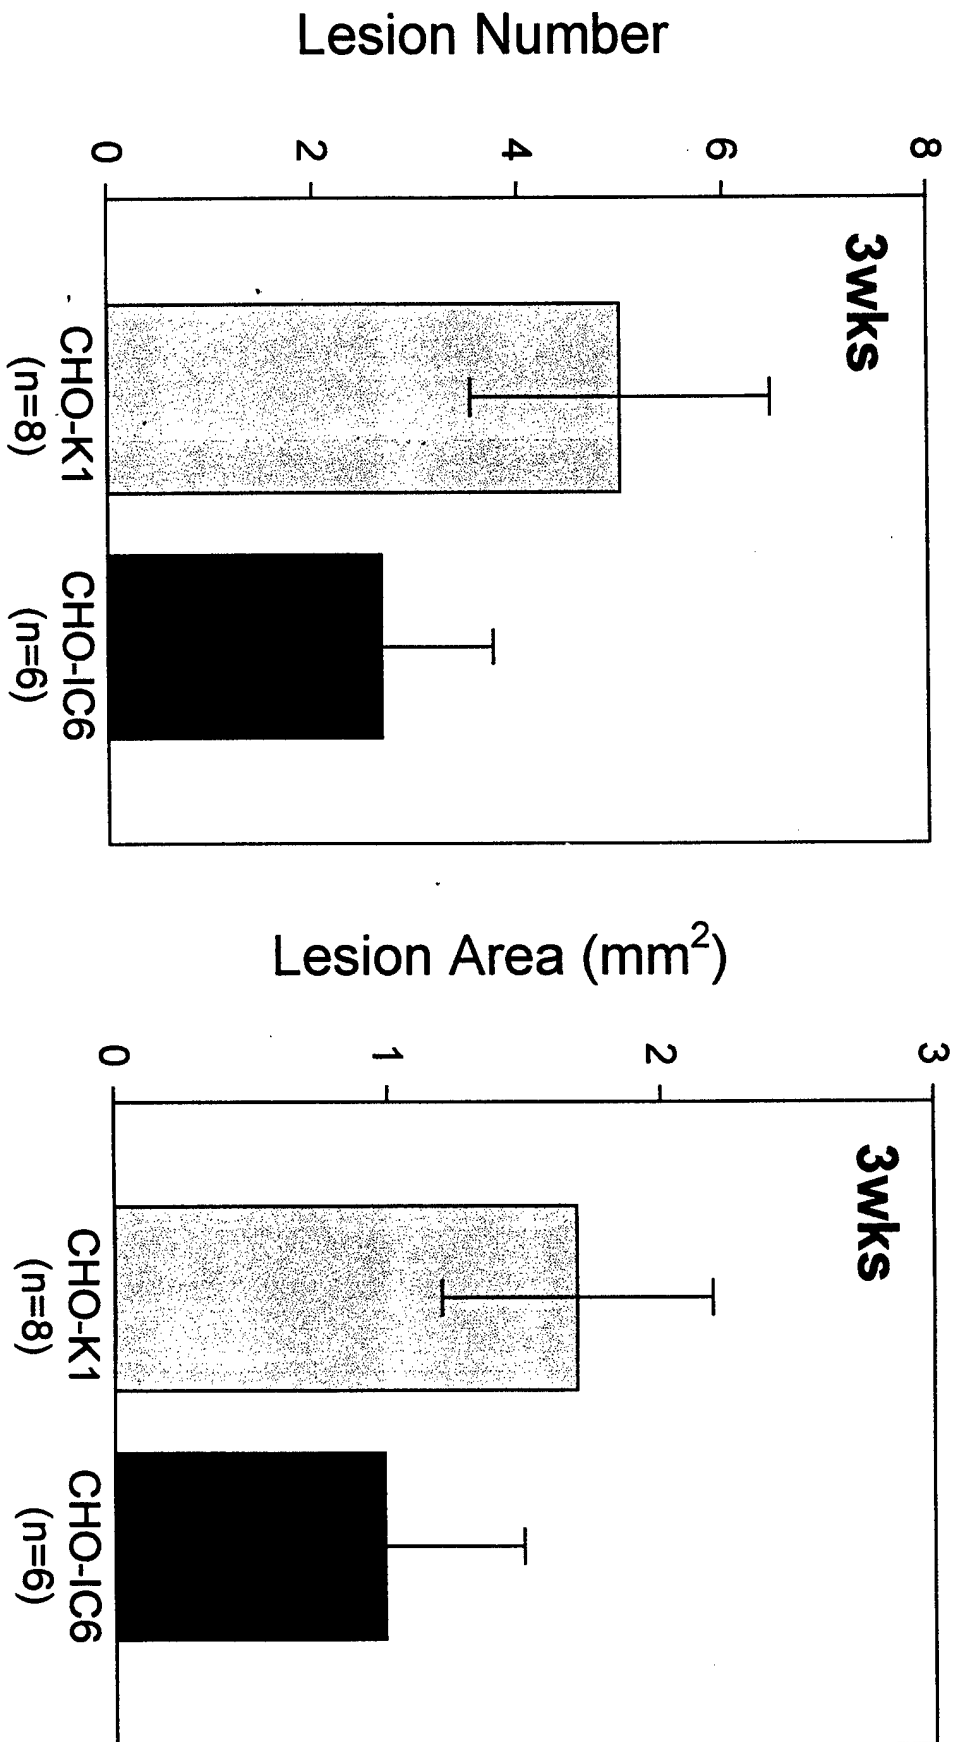 Lesion Number
8
6
4
2
0
3wks
CHO-K1
(n=8)
CHO-IC6
(n=6)
Lesion Area (mm²)
3
2
1
0
3wks
CHO-K1
(n=8)
CHO-IC6
(n=6)